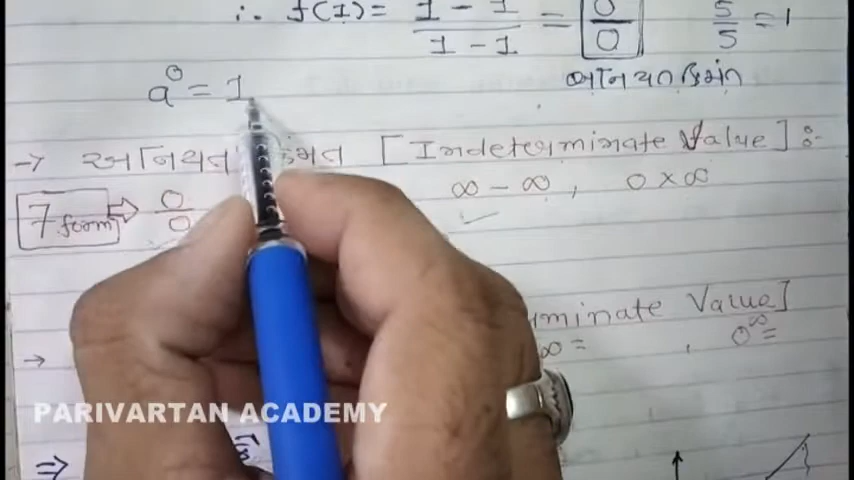 ∴ f(1) = 1 - 1 / 1 - 1 = 0/0 5/5 = 1
અનિયત કિંમત
a⁰ = 1
→ અનિયત કિંમત [Indeterminate Value] :-
7 form ⇒ 0/0 ∞ - ∞ , 0 × ∞
minate Value]
→ ∞ = , 0^∞ =
PARIVARTAN ACADEMY
⇒